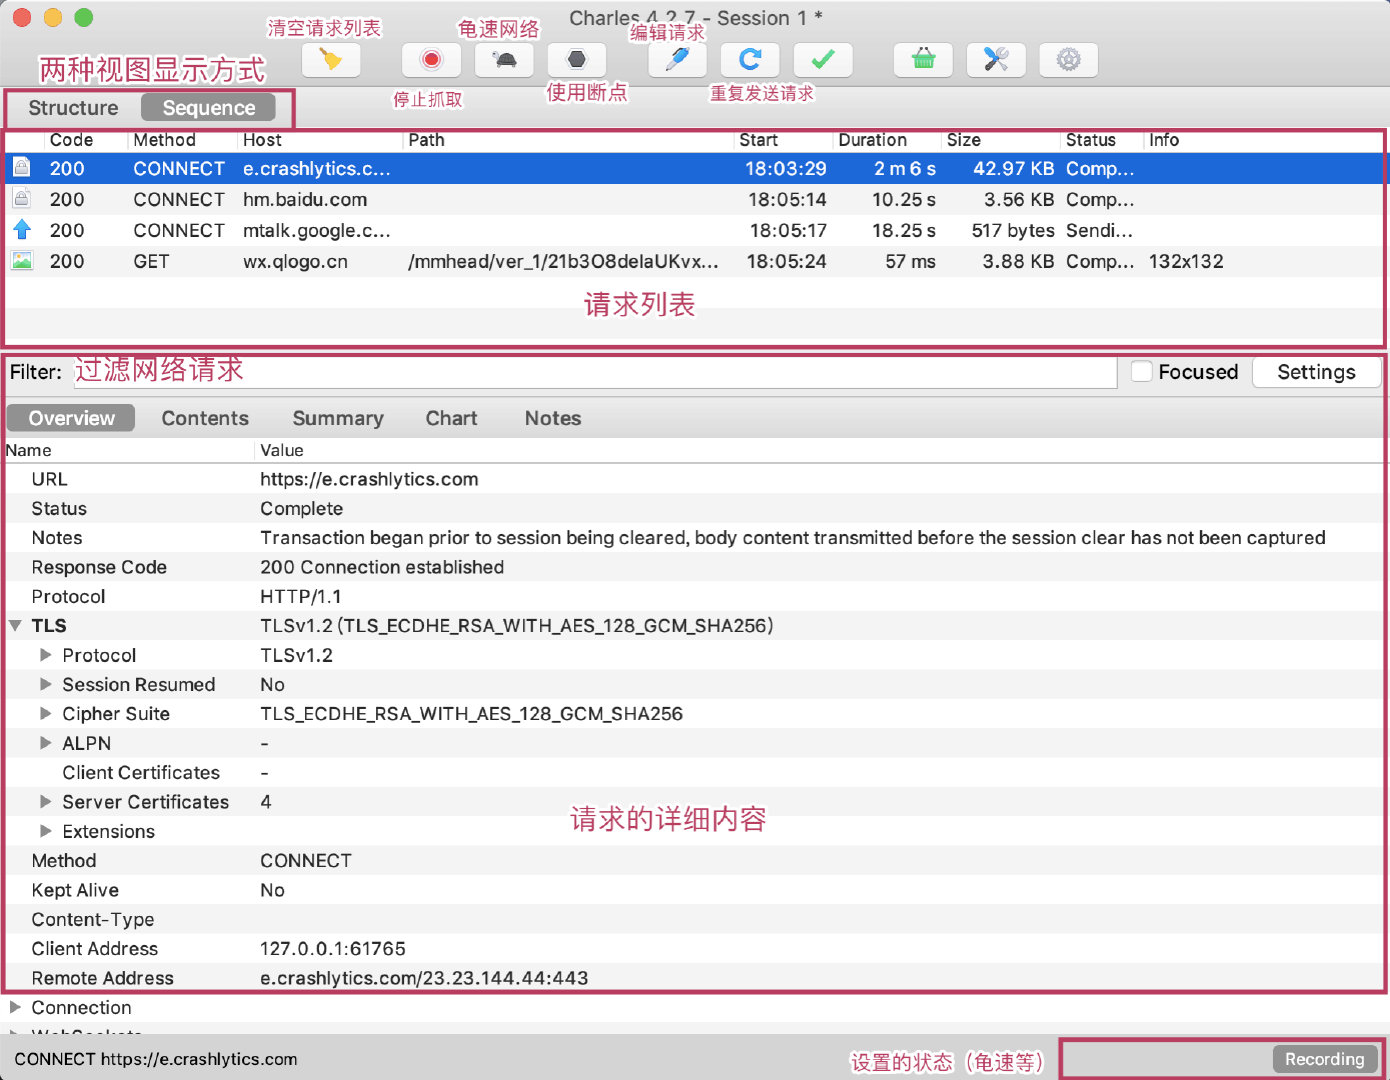 Charles 4.2.7 - Session 1 *
清空请求列表
龟速网络
编辑请求
两种视图显示方式
停止抓取
使用断点
重复发送请求
Structure Sequence
Code Method Host Path Start Duration Size Status Info
200 CONNECT e.crashlytics.c... 18:03:29 2 m 6 s 42.97 KB Comp...
200 CONNECT hm.baidu.com 18:05:14 10.25 s 3.56 KB Comp...
200 CONNECT mtalk.google.c... 18:05:17 18.25 s 517 bytes Sendi...
200 GET wx.qlogo.cn /mmhead/ver_1/21b3O8delaUKvx... 18:05:24 57 ms 3.88 KB Comp... 132x132
请求列表
Filter: 过滤网络请求 Focused Settings
Overview Contents Summary Chart Notes
Name Value
URL https://e.crashlytics.com
Status Complete
Notes Transaction began prior to session being cleared, body content transmitted before the session clear has not been captured
Response Code 200 Connection established
Protocol HTTP/1.1
TLS TLSv1.2 (TLS_ECDHE_RSA_WITH_AES_128_GCM_SHA256)
Protocol TLSv1.2
Session Resumed No
Cipher Suite TLS_ECDHE_RSA_WITH_AES_128_GCM_SHA256
ALPN -
Client Certificates -
Server Certificates 4
请求的详细内容
Extensions
Method CONNECT
Kept Alive No
Content-Type
Client Address 127.0.0.1:61765
Remote Address e.crashlytics.com/23.23.144.44:443
Connection
WebSockets
CONNECT https://e.crashlytics.com 设置的状态（龟速等） Recording